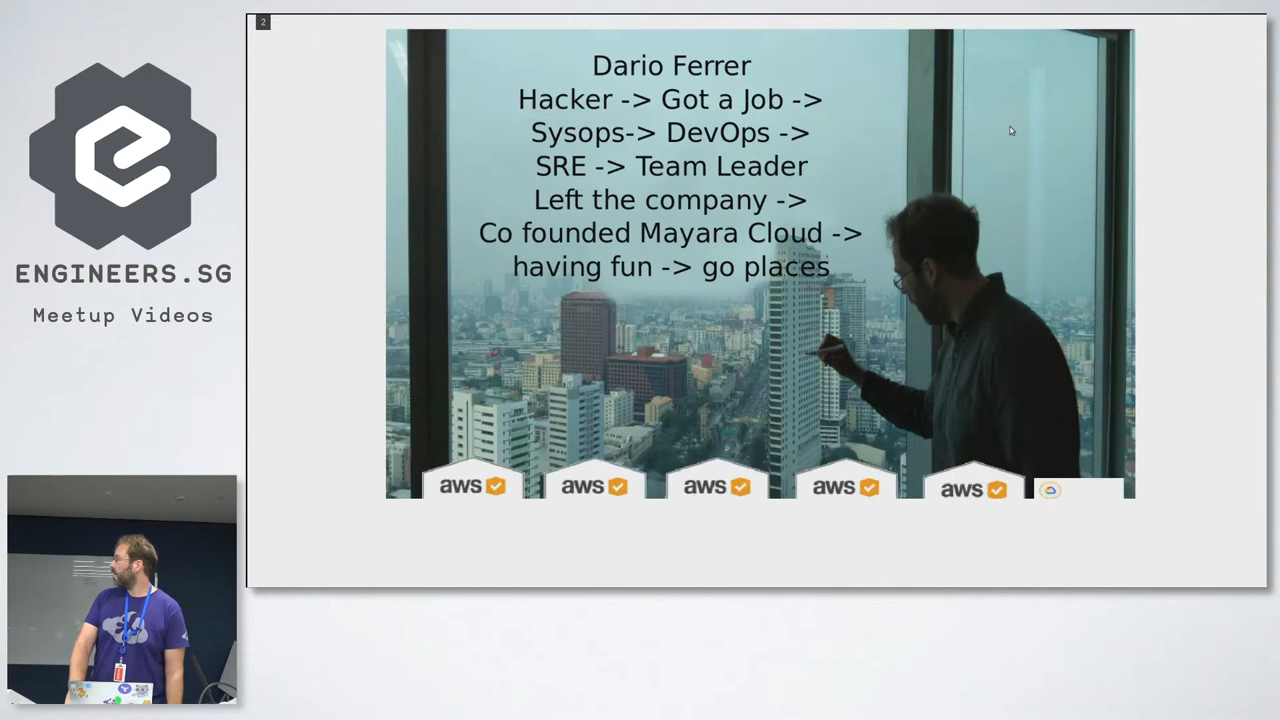 2
ENGINEERS.SG
Meetup Videos
Dario Ferrer
Hacker -> Got a Job ->
Sysops-> DevOps ->
SRE -> Team Leader
Left the company ->
Co founded Mayara Cloud ->
having fun -> go places
aws
aws
aws
aws
aws